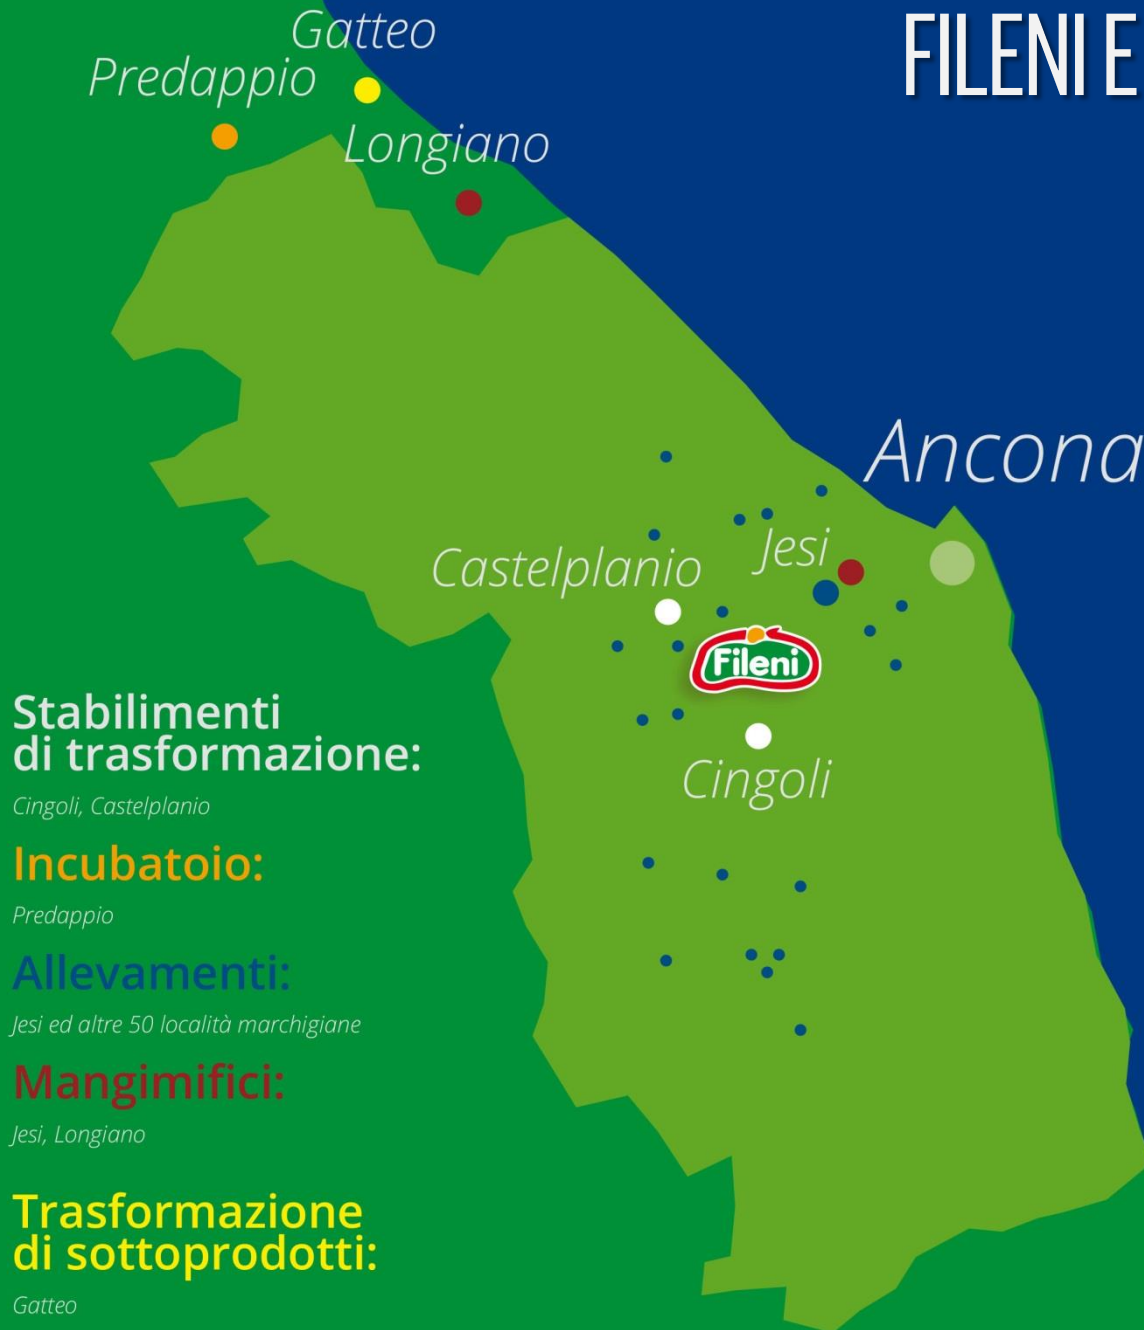 Gatteo
FILENI E
Predappio
Longiano
Ancona
Jesi
Castelplanio
Fileni
Cingoli
Stabilimenti
di trasformazione:
Cingoli, Castelplanio
Incubatoio:
Predappio
Allevamenti:
Jesi ed altre 50 località marchigiane
Mangimifici:
Jesi, Longiano
Trasformazione
di sottoprodotti:
Gatteo